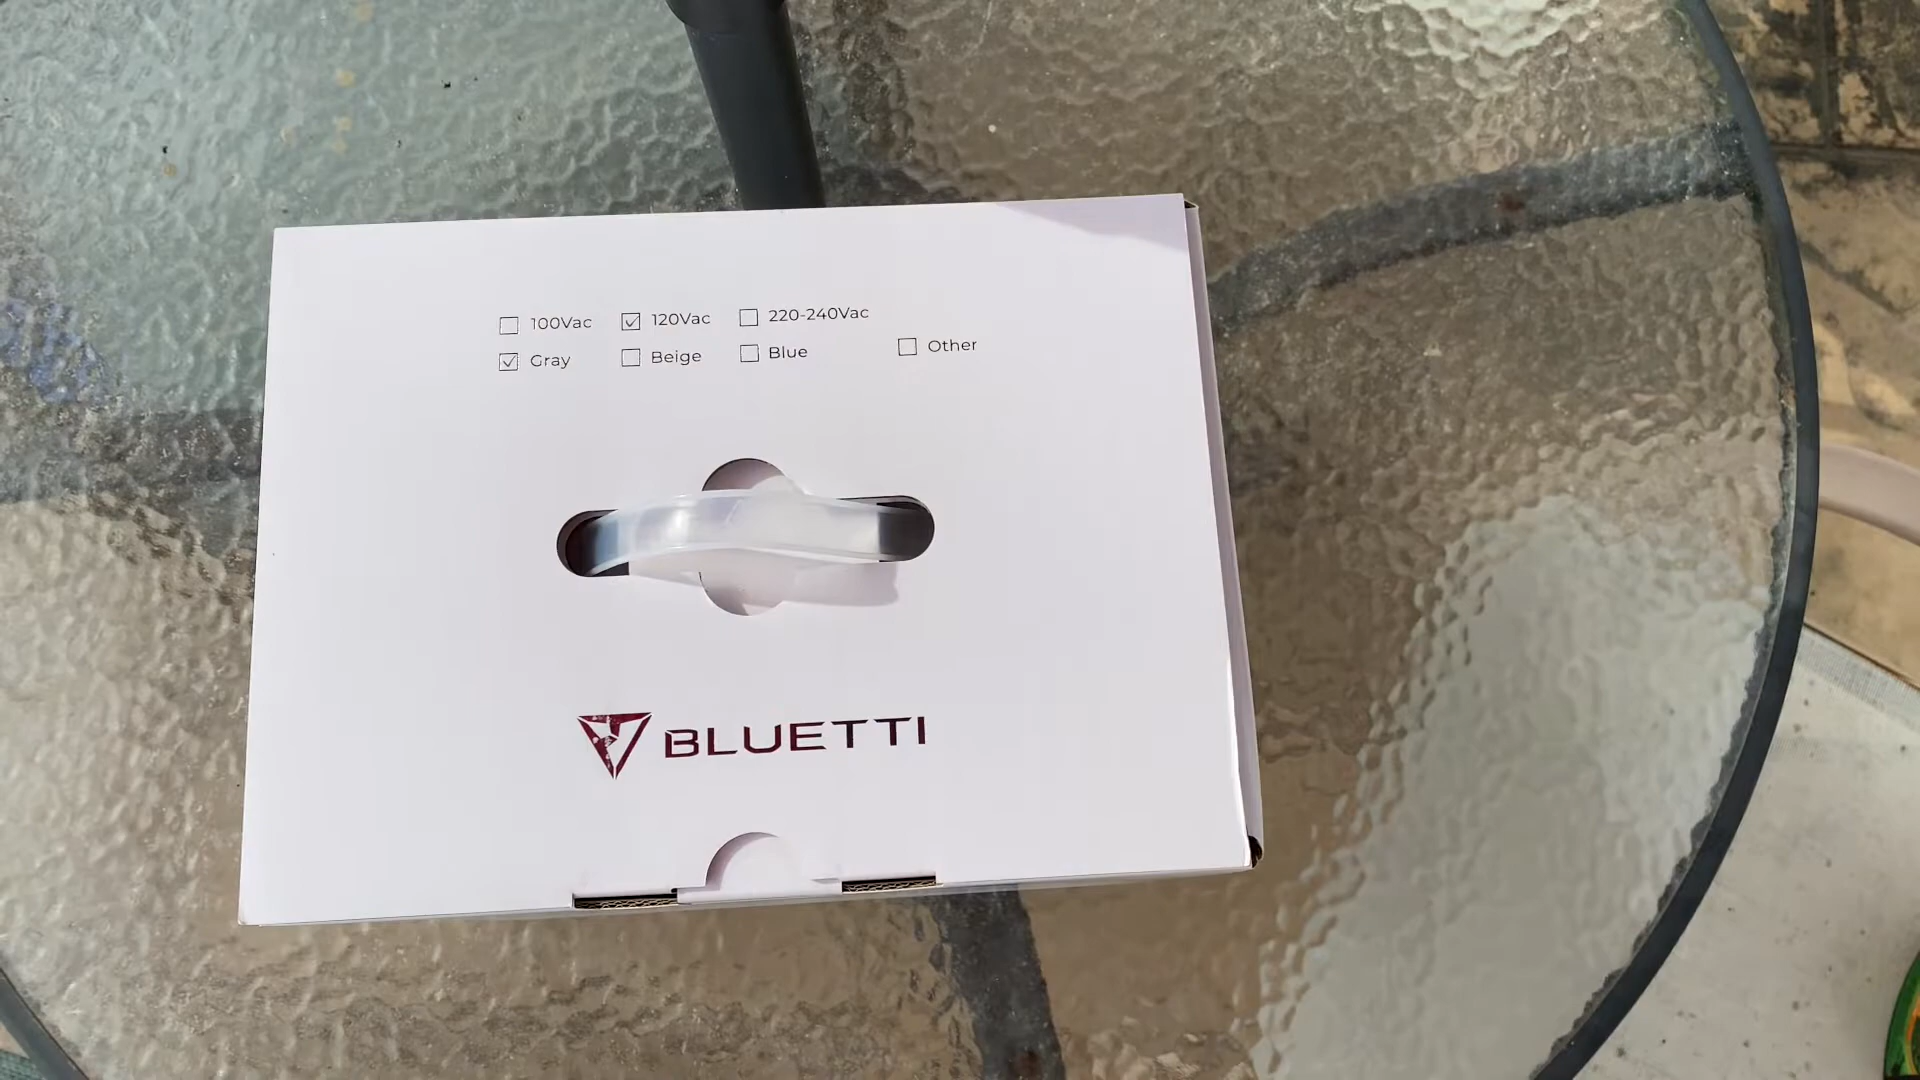 ☐ 100Vac ☑ 120Vac ☐ 220-240Vac
☑ Gray ☐ Beige ☐ Blue ☐ Other
BLUETTI